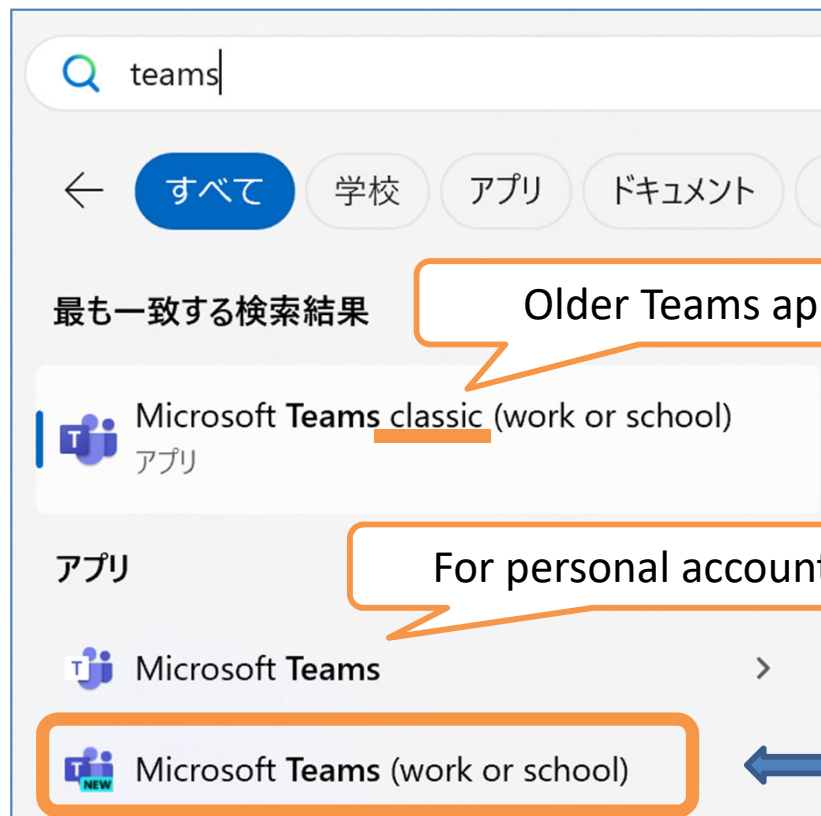 teams
すべて 学校 アプリ ドキュメント
最も一致する検索結果
Older Teams ap
Microsoft Teams classic (work or school)
アプリ
アプリ
For personal account
Microsoft Teams
Microsoft Teams (work or school)
NEW